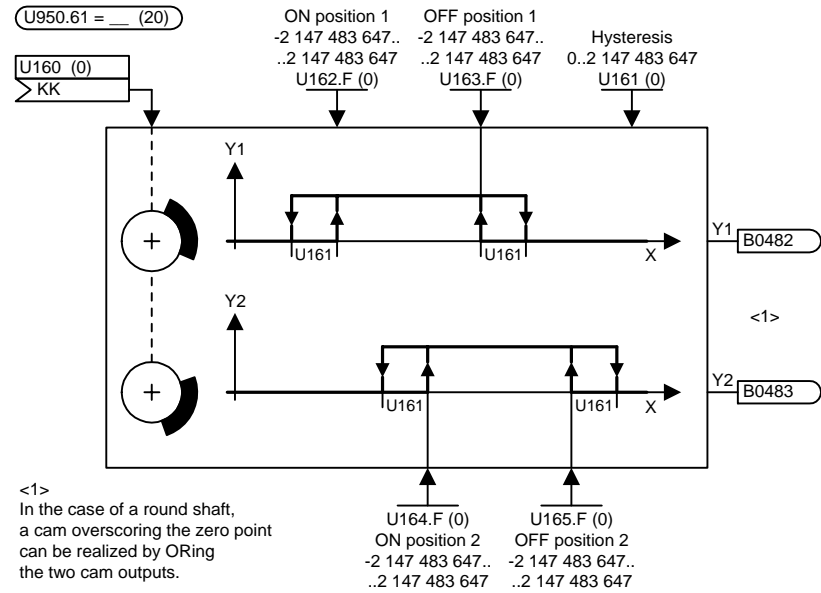 U950.61 = __ (20)
ON position 1
-2 147 483 647..
..2 147 483 647
U162.F (0)
OFF position 1
-2 147 483 647..
..2 147 483 647
U163.F (0)
Hysteresis
0..2 147 483 647
U161 (0)
U160 (0)
KK
Y1
U161
U161
X
Y1
B0482
Y2
U161
U161
X
<1>
Y2
B0483
<1>
In the case of a round shaft,
a cam overscoring the zero point
can be realized by ORing
the two cam outputs.
U164.F (0)
ON position 2
-2 147 483 647..
..2 147 483 647
U165.F (0)
OFF position 2
-2 147 483 647..
..2 147 483 647